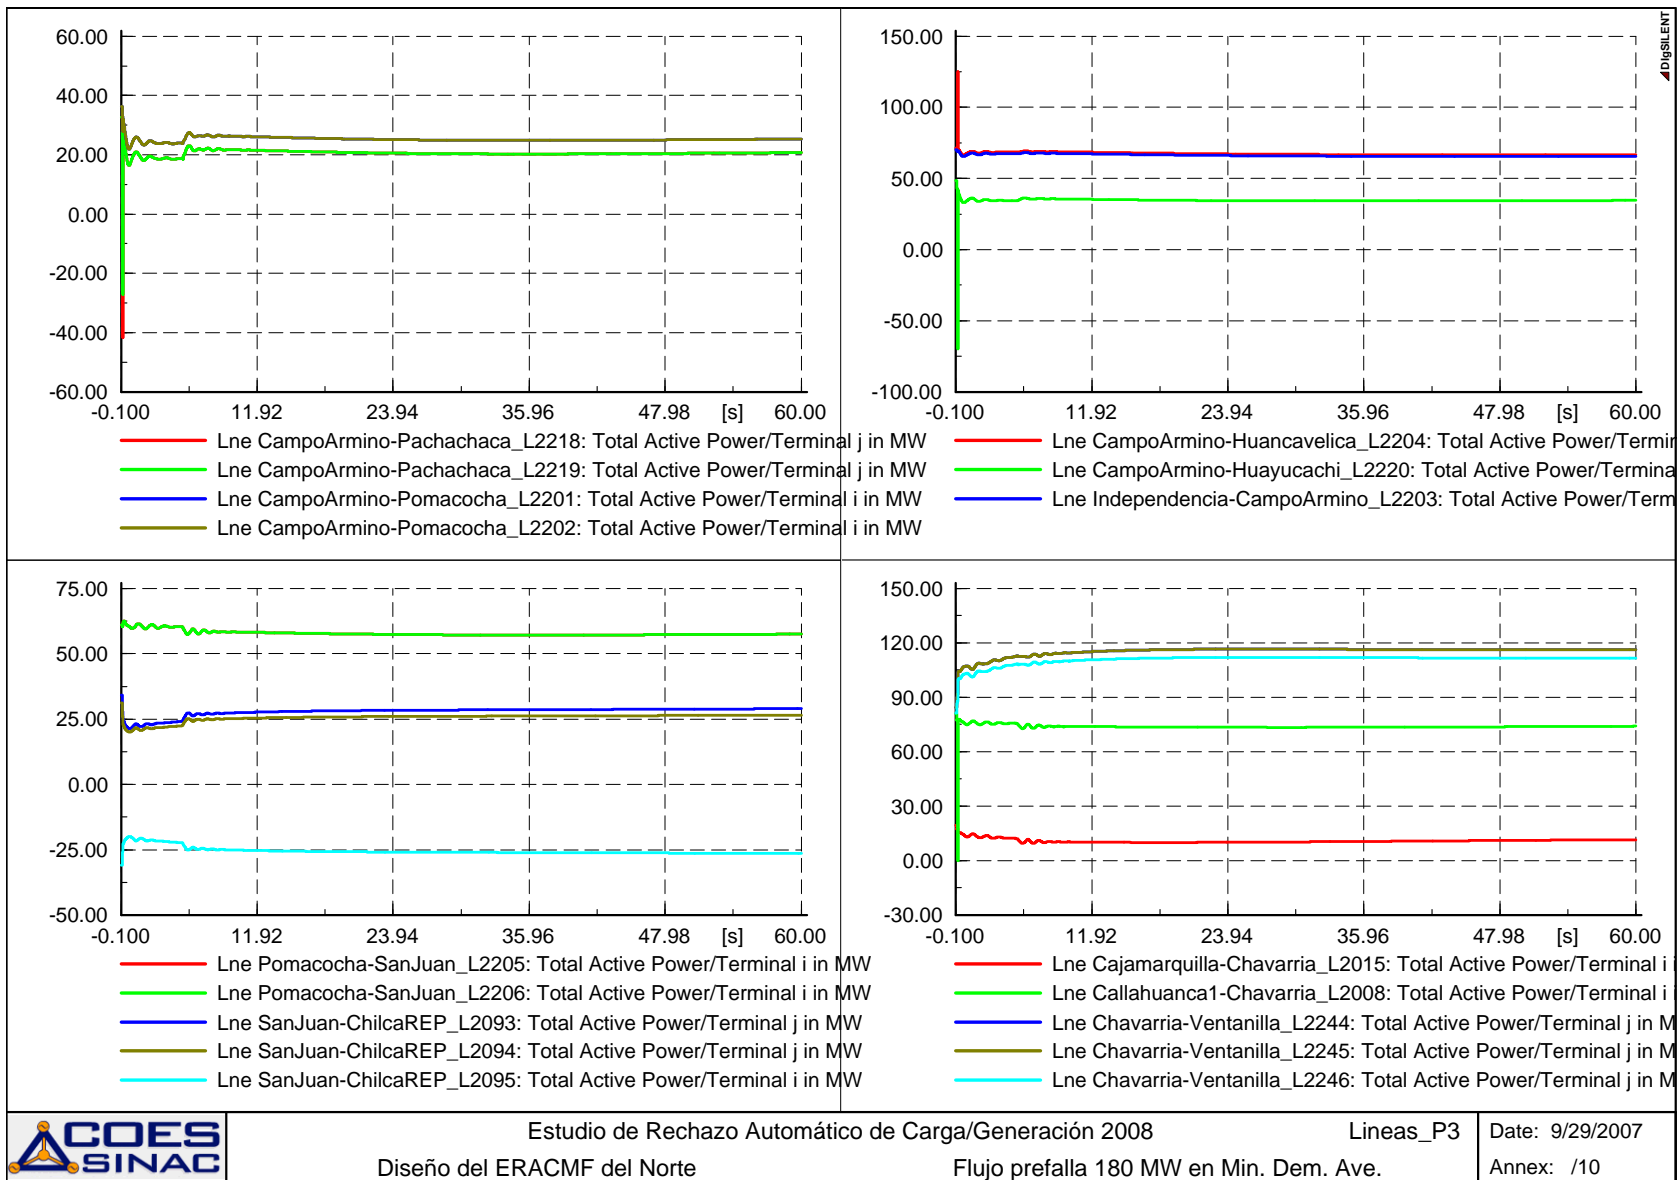 DIgSILENT
60.00
40.00
20.00
0.00
-20.00
-40.00
-60.00
-0.100 11.92 23.94 35.96 47.98 [s] 60.00
Lne CampoArmino-Pachachaca_L2218: Total Active Power/Terminal j in MW
Lne CampoArmino-Pachachaca_L2219: Total Active Power/Terminal j in MW
Lne CampoArmino-Pomacocha_L2201: Total Active Power/Terminal i in MW
Lne CampoArmino-Pomacocha_L2202: Total Active Power/Terminal i in MW
150.00
100.00
50.00
0.00
-50.00
-100.00
-0.100 11.92 23.94 35.96 47.98 [s] 60.00
Lne CampoArmino-Huancavelica_L2204: Total Active Power/Termin
Lne CampoArmino-Huayucachi_L2220: Total Active Power/Termina
Lne Independencia-CampoArmino_L2203: Total Active Power/Term
75.00
50.00
25.00
0.00
-25.00
-50.00
-0.100 11.92 23.94 35.96 47.98 [s] 60.00
Lne Pomacocha-SanJuan_L2205: Total Active Power/Terminal i in MW
Lne Pomacocha-SanJuan_L2206: Total Active Power/Terminal i in MW
Lne SanJuan-ChilcaREP_L2093: Total Active Power/Terminal j in MW
Lne SanJuan-ChilcaREP_L2094: Total Active Power/Terminal j in MW
Lne SanJuan-ChilcaREP_L2095: Total Active Power/Terminal i in MW
150.00
120.00
90.00
60.00
30.00
0.00
-30.00
-0.100 11.92 23.94 35.96 47.98 [s] 60.00
Lne Cajamarquilla-Chavarria_L2015: Total Active Power/Terminal i i
Lne Callahuanca1-Chavarria_L2008: Total Active Power/Terminal i i
Lne Chavarria-Ventanilla_L2244: Total Active Power/Terminal j in M
Lne Chavarria-Ventanilla_L2245: Total Active Power/Terminal j in M
Lne Chavarria-Ventanilla_L2246: Total Active Power/Terminal j in M
COES
SINAC
Estudio de Rechazo Automático de Carga/Generación 2008 Lineas_P3
Diseño del ERACMF del Norte Flujo prefalla 180 MW en Min. Dem. Ave.
Date: 9/29/2007
Annex: /10